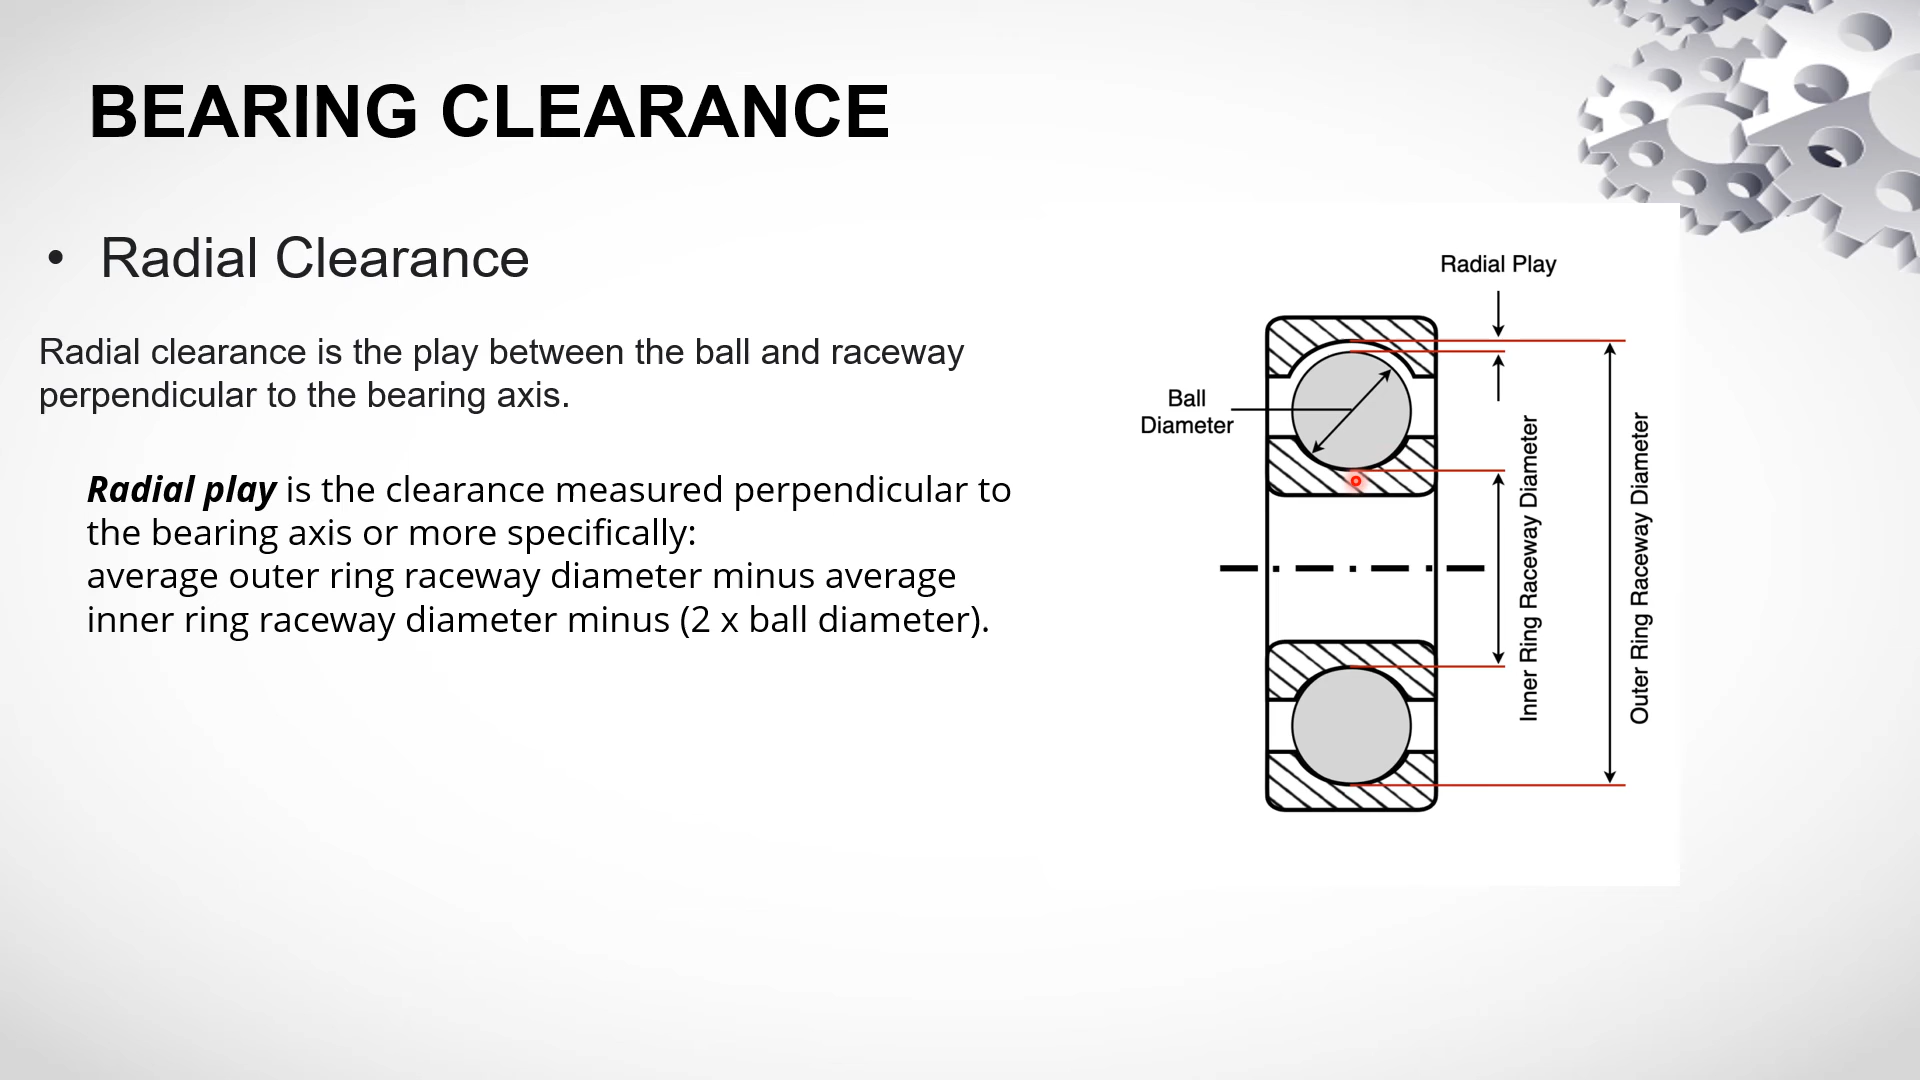 BEARING CLEARANCE
• Radial Clearance
Radial clearance is the play between the ball and raceway
perpendicular to the bearing axis.
Radial play is the clearance measured perpendicular to
the bearing axis or more specifically:
average outer ring raceway diameter minus average
inner ring raceway diameter minus (2 x ball diameter).
Radial Play
Ball
Diameter
Inner Ring Raceway Diameter
Outer Ring Raceway Diameter